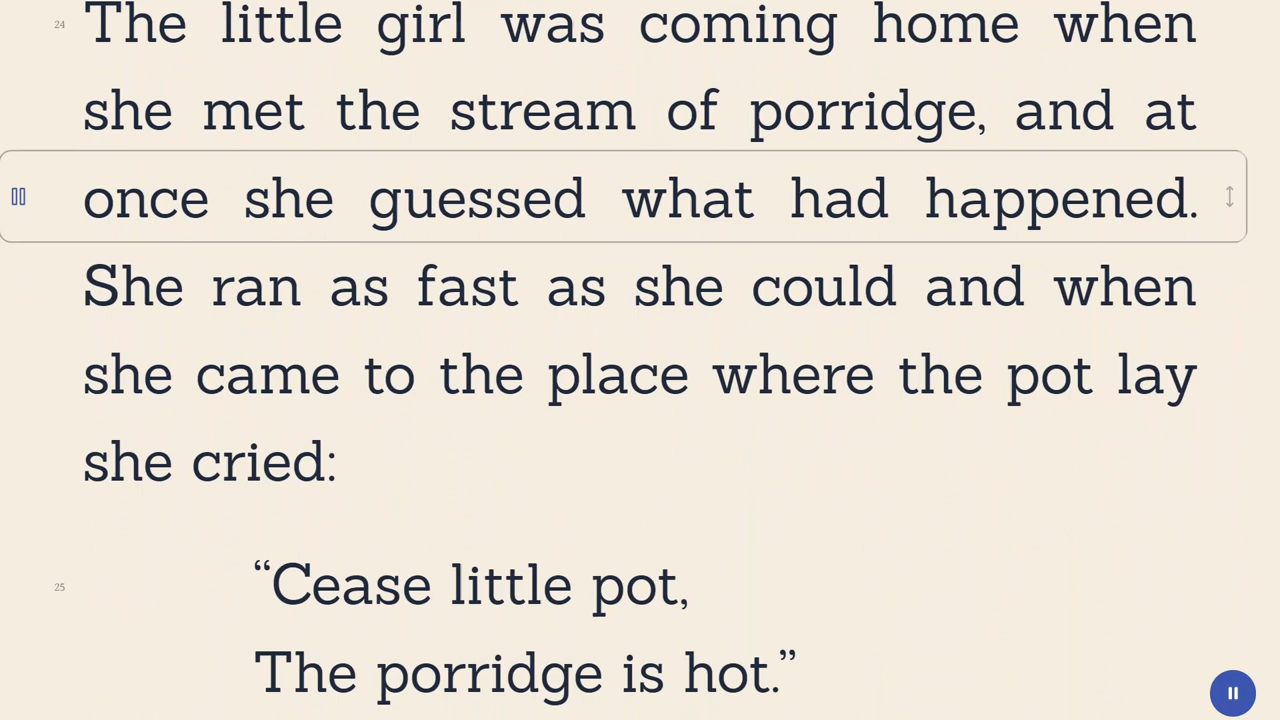 24
The little girl was coming home when
she met the stream of porridge, and at
once she guessed what had happened.
She ran as fast as she could and when
she came to the place where the pot lay
she cried:
25
“Cease little pot,
The porridge is hot.”